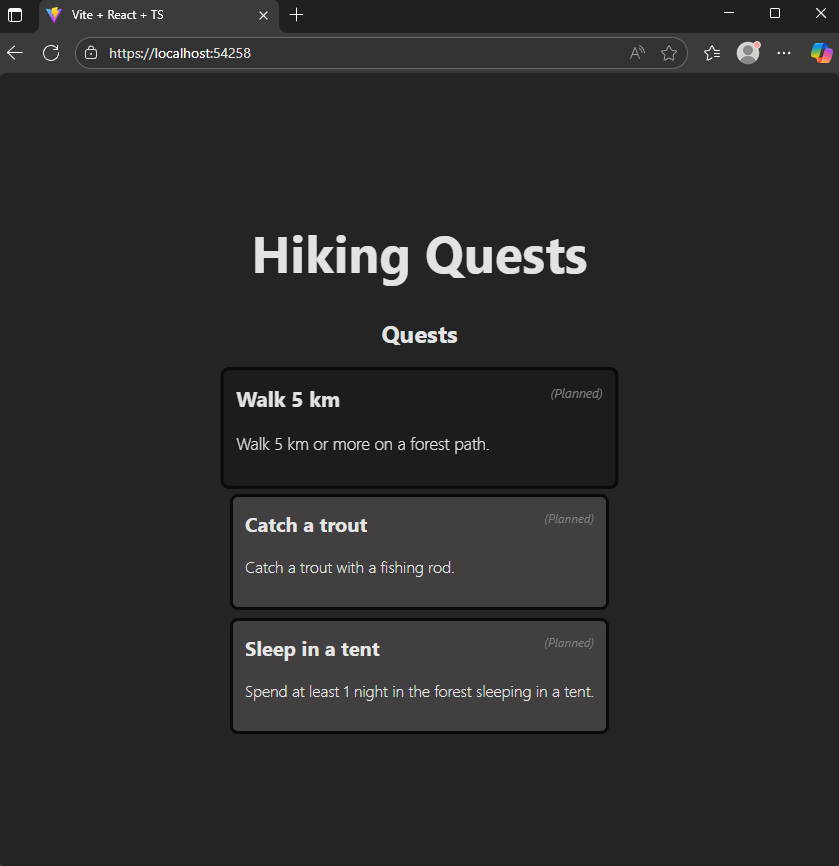 Vite + React + TS
https://localhost:54258
Hiking Quests
Quests
Walk 5 km
(Planned)
Walk 5 km or more on a forest path.
Catch a trout
(Planned)
Catch a trout with a fishing rod.
Sleep in a tent
(Planned)
Spend at least 1 night in the forest sleeping in a tent.